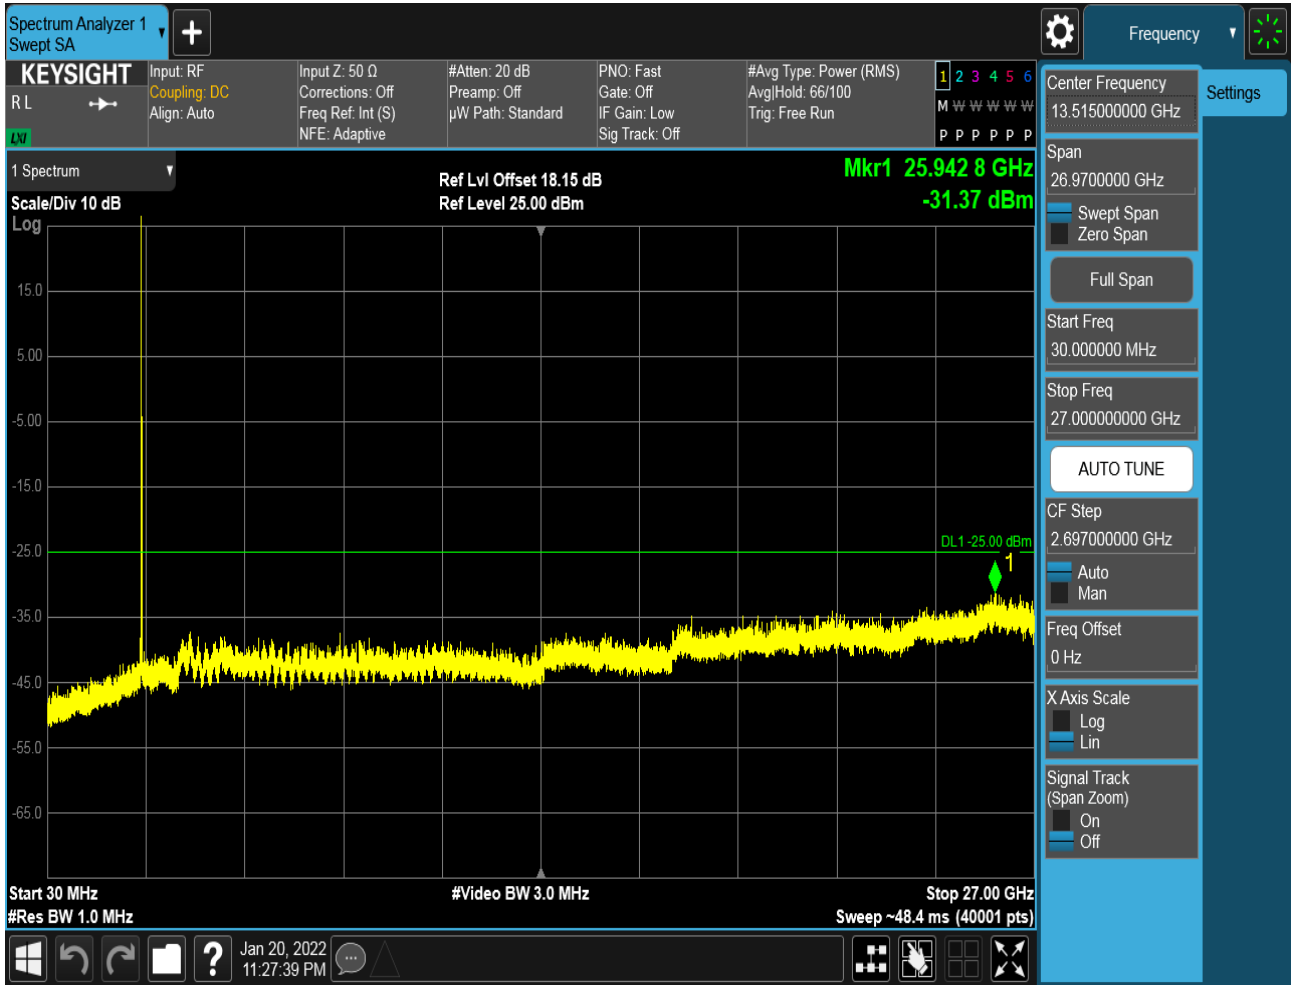 Spectrum Analyzer 1
Swept SA
Frequency
KEYSIGHT
R L
LXI
Input: RF
Coupling: DC
Align: Auto
Input Z: 50 Ω
Corrections: Off
Freq Ref: Int (S)
NFE: Adaptive
#Atten: 20 dB
Preamp: Off
µW Path: Standard
PNO: Fast
Gate: Off
IF Gain: Low
Sig Track: Off
#Avg Type: Power (RMS)
Avg|Hold: 66/100
Trig: Free Run
1 2 3 4 5 6
M W W W W W
P P P P P P
1 Spectrum
Scale/Div 10 dB
Log
Ref Lvl Offset 18.15 dB
Ref Level 25.00 dBm
Mkr1 25.942 8 GHz
-31.37 dBm
15.0
5.00
-5.00
-15.0
-25.0
-35.0
-45.0
-55.0
-65.0
DL1 -25.00 dBm
1
Start 30 MHz
#Res BW 1.0 MHz
#Video BW 3.0 MHz
Stop 27.00 GHz
Sweep ~48.4 ms (40001 pts)
Center Frequency
13.515000000 GHz
Settings
Span
26.9700000 GHz
Swept Span
Zero Span
Full Span
Start Freq
30.000000 MHz
Stop Freq
27.000000000 GHz
AUTO TUNE
CF Step
2.697000000 GHz
Auto
Man
Freq Offset
0 Hz
X Axis Scale
Log
Lin
Signal Track
(Span Zoom)
On
Off
?
Jan 20, 2022
11:27:39 PM